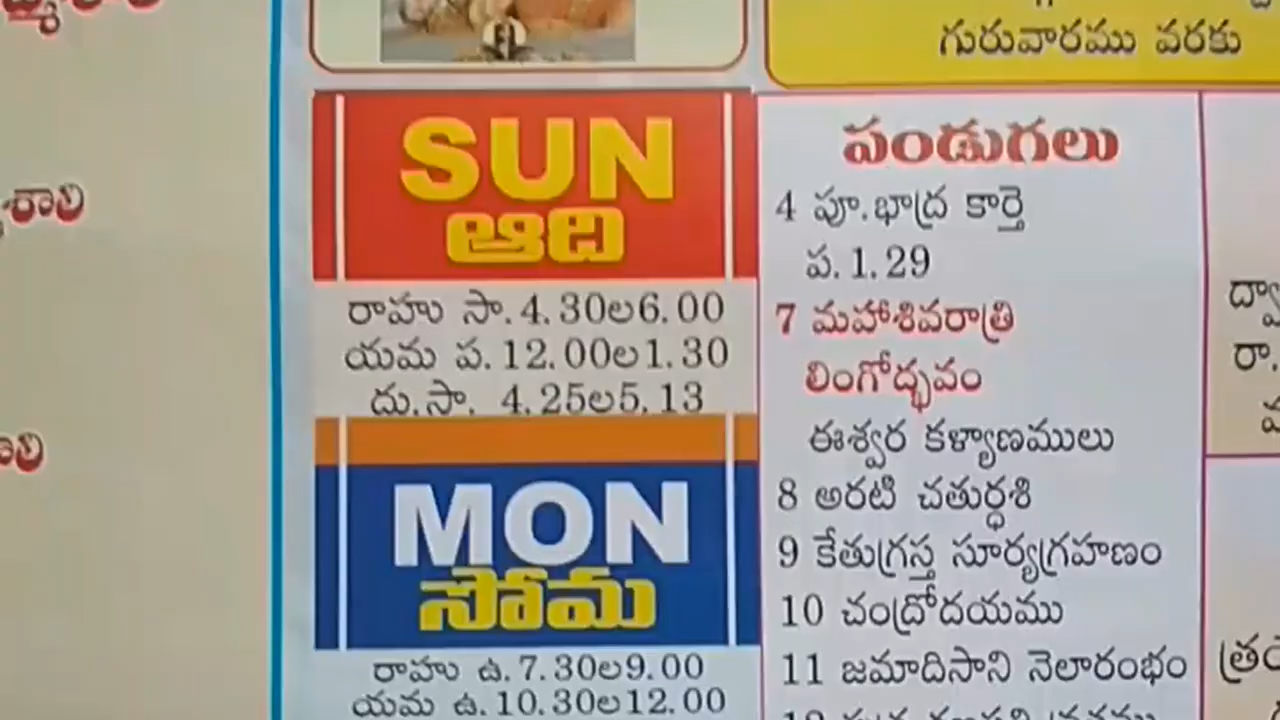 గురువారము వరకు
SUN
ఆది
రాహు సా. 4. 30ల6.00
యమ ప. 12. 00ల1. 30
దు.సా. 4. 25ల5. 13
MON
సోమ
రాహు ఉ. 7. 30ల9. 00
యమ ఉ. 10. 30ల12. 00
పండుగలు
4 పూ.భాద్ర కార్తె
ప. 1. 29
7 మహాశివరాత్రి
లింగోద్భవం
ఈశ్వర కళ్యాణములు
8 అరటి చతుర్ధశి
9 కేతుగ్రస్త సూర్యగ్రహణం
10 చంద్రోదయము
11 జమాదిసాని నెలారంభం